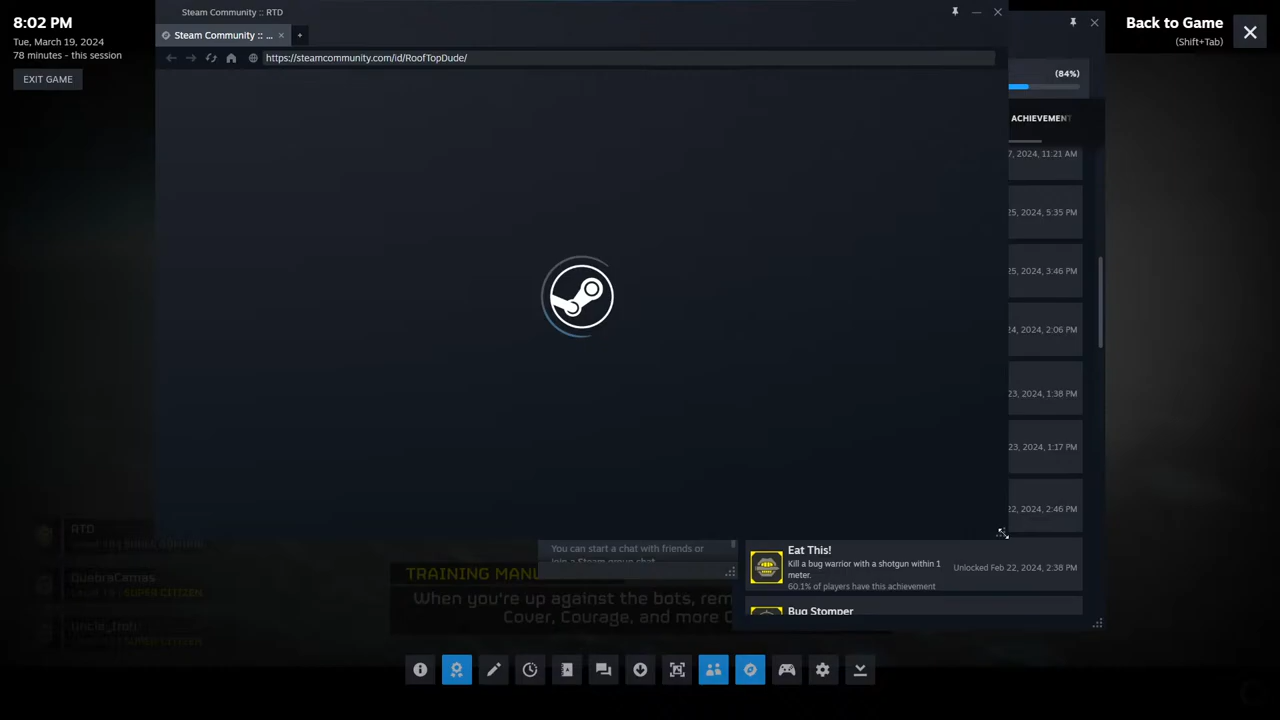 8:02 PM
Tue, March 19, 2024
78 minutes - this session
EXIT GAME
Steam Community :: RTD
Steam Community :: ...
https://steamcommunity.com/id/RoofTopDude/
Back to Game
(Shift+Tab)
(84%)
ACHIEVEMENT
7, 2024, 11:21 AM
25, 2024, 5:35 PM
25, 2024, 3:46 PM
24, 2024, 2:06 PM
23, 2024, 1:38 PM
23, 2024, 1:17 PM
22, 2024, 2:46 PM
Eat This!
Kill a bug warrior with a shotgun within 1
meter.
60.1% of players have this achievement
Unlocked Feb 22, 2024, 2:38 PM
Bug Stomper
You can start a chat with friends or
join a Steam group chat
RTD
QuebraCamas
SUPER CITIZEN
Uncle_Iroh
SUPER CITIZEN
TRAINING MANU
When you're up against the bots, rem
Cover, Courage, and more C